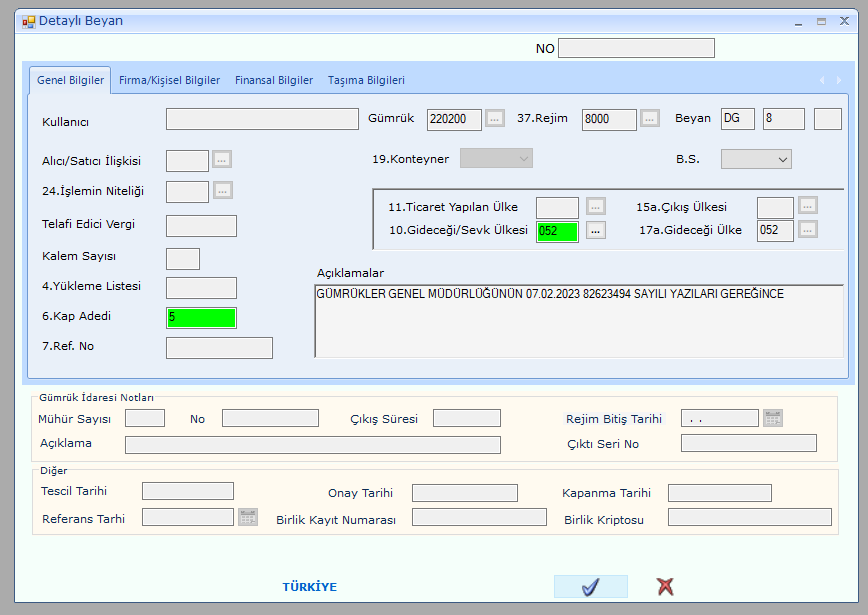 Detaylı Beyan
NO
Genel Bilgiler Firma/Kişisel Bilgiler Finansal Bilgiler Taşıma Bilgileri
Kullanıcı Gümrük 220200 ... 37.Rejim 8000 ... Beyan DG 8
Alıcı/Satıcı İlişkisi ... 19.Konteyner B.S.
24.İşlemin Niteliği ...
11.Ticaret Yapılan Ülke ... 15a.Çıkış Ülkesi ...
Telafi Edici Vergi
10.Gideceği/Sevk Ülkesi 052 ... 17a.Gideceği Ülke 052 ...
Kalem Sayısı
Açıklamalar
4.Yükleme Listesi
GÜMRÜKLER GENEL MÜDÜRLÜĞÜNÜN 07.02.2023 82623494 SAYILI YAZILARI GEREĞİNCE
6.Kap Adedi 5
7.Ref. No
Gümrük İdaresi Notları
Mühür Sayısı No Çıkış Süresi Rejim Bitiş Tarihi . .
Açıklama Çıktı Seri No
Diğer
Tescil Tarihi Onay Tarihi Kapanma Tarihi
Referans Tarhi Birlik Kayıt Numarası Birlik Kriptosu
TÜRKİYE